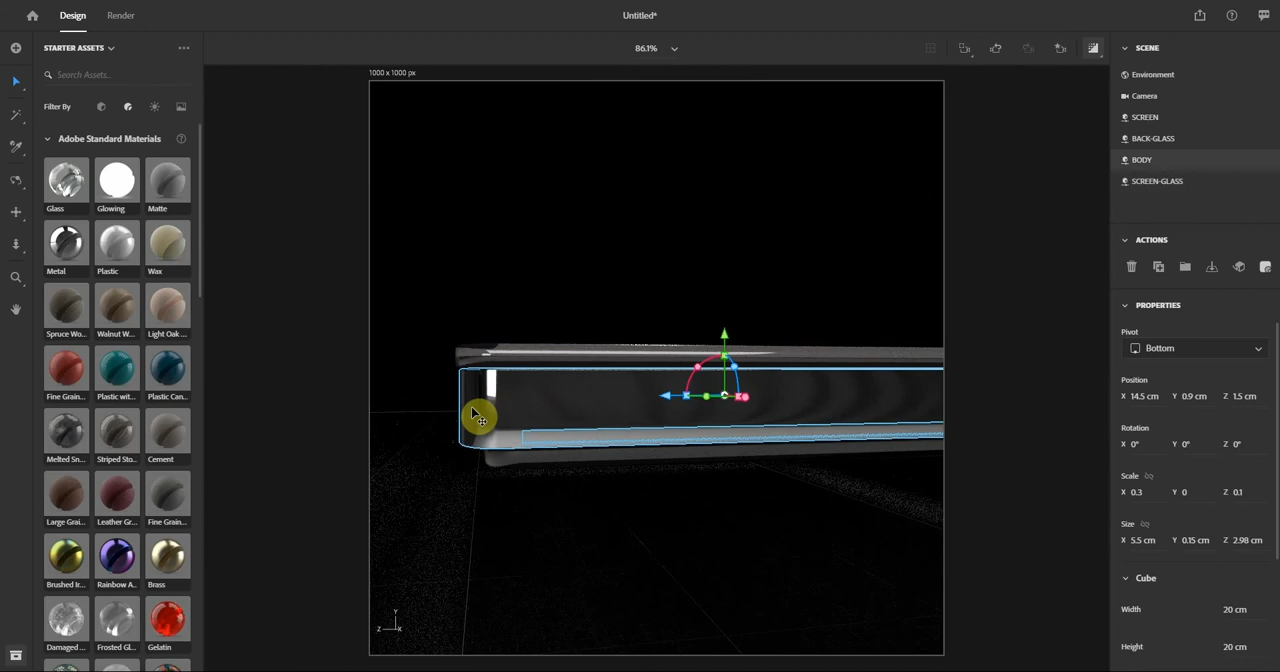 Design Render Untitled*
STARTER ASSETS
86.1%
Search Assets...
1000 x 1000 px
Filter By
Adobe Standard Materials
Glass Glowing Matte
Metal Plastic Wax
Spruce Wo... Walnut W... Light Oak ...
Fine Grain... Plastic wit... Plastic Can...
Melted Sn... Striped Sto... Cement
Large Grai... Leather Gr... Fine Grain...
Brushed Ir... Rainbow A... Brass
Damaged ... Frosted Gl... Gelatin
Y
Z X
SCENE
Environment
Camera
SCREEN
BACK-GLASS
BODY
SCREEN-GLASS
ACTIONS
PROPERTIES
Pivot
Bottom
Position
X 14.5 cm Y 0.9 cm Z 1.5 cm
Rotation
X 0° Y 0° Z 0°
Scale
X 0.3 Y 0 Z 0.1
Size
X 5.5 cm Y 0.15 cm Z 2.98 cm
Cube
Width 20 cm
Height 20 cm